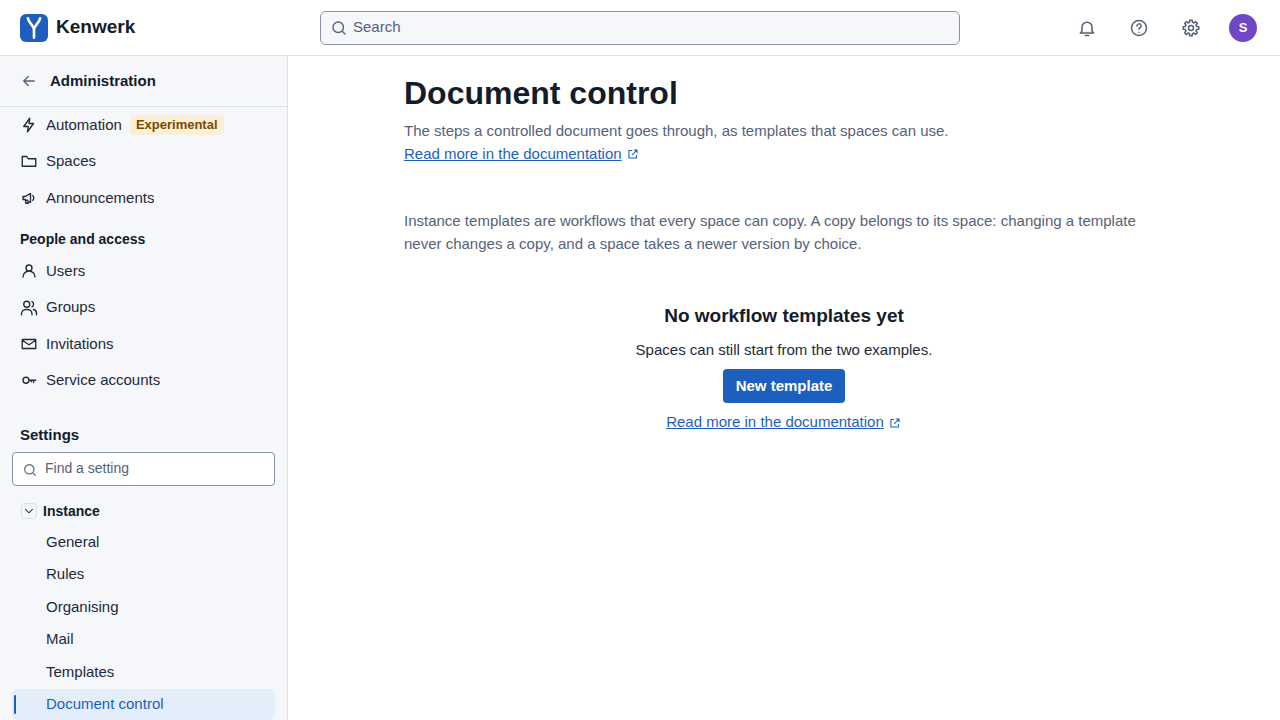 Kenwerk
Search
S
Administration
Automation Experimental
Spaces
Announcements
People and access
Users
Groups
Invitations
Service accounts
Settings
Find a setting
Instance
General
Rules
Organising
Mail
Templates
Document control
Document control
The steps a controlled document goes through, as templates that spaces can use.
Read more in the documentation
Instance templates are workflows that every space can copy. A copy belongs to its space: changing a template
never changes a copy, and a space takes a newer version by choice.
No workflow templates yet
Spaces can still start from the two examples.
New template
Read more in the documentation